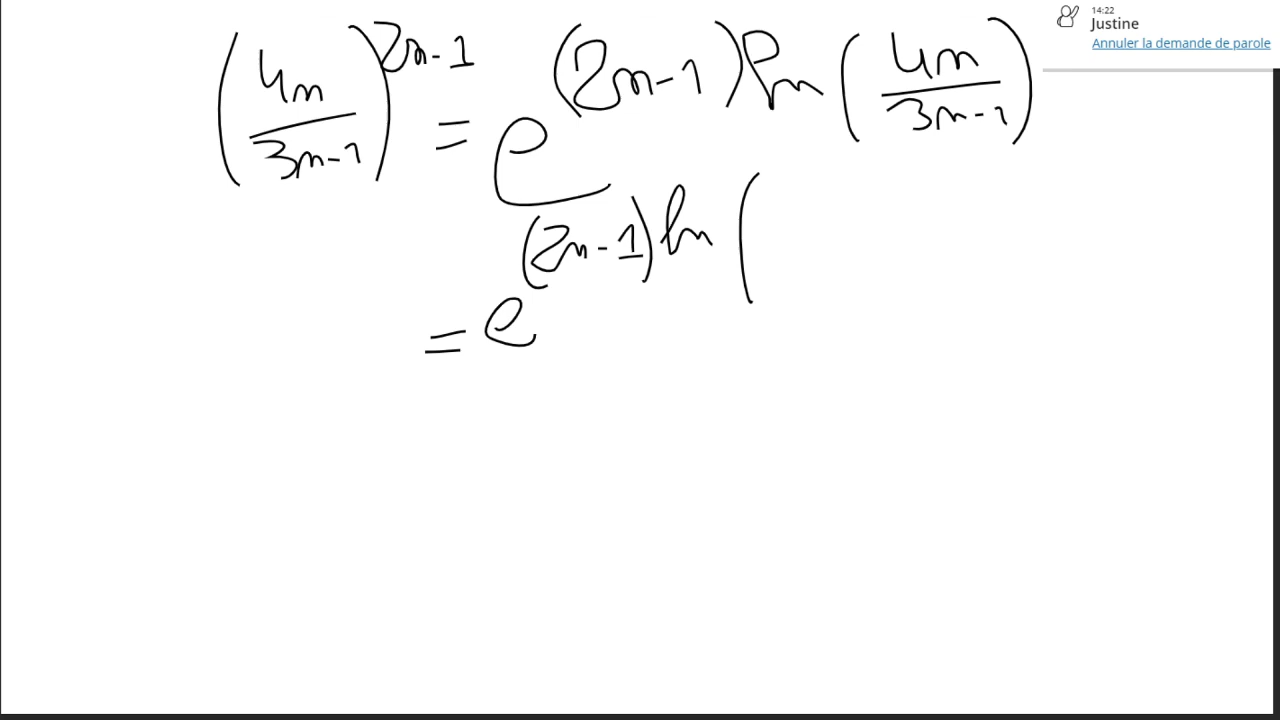 14:22
Justine
Annuler la demande de parole
(4n/(3n-1))^(2n-1) = e^((2n-1) ln (4n/(3n-1)))
= e^((2n-1) ln (